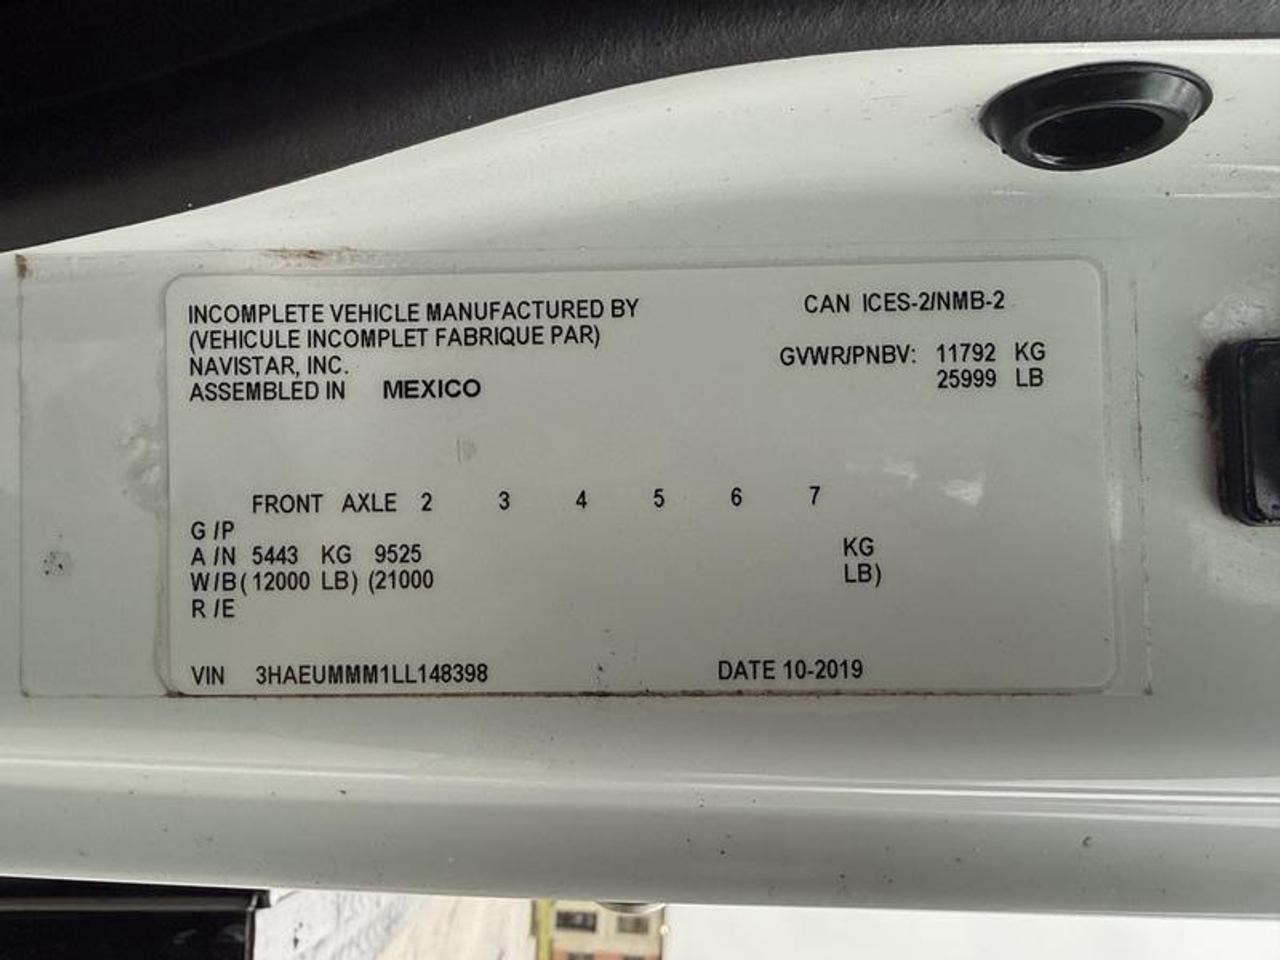 INCOMPLETE VEHICLE MANUFACTURED BY
(VEHICULE INCOMPLET FABRIQUE PAR)
NAVISTAR, INC.
ASSEMBLED IN MEXICO
CAN ICES-2/NMB-2
GVWR/PNBV: 11792 KG
25999 LB
FRONT AXLE 2 3 4 5 6 7
G /P
A /N 5443 KG 9525 KG
W/B (12000 LB) (21000 LB)
R /E
VIN 3HAEUMMM1LL148398 DATE 10-2019